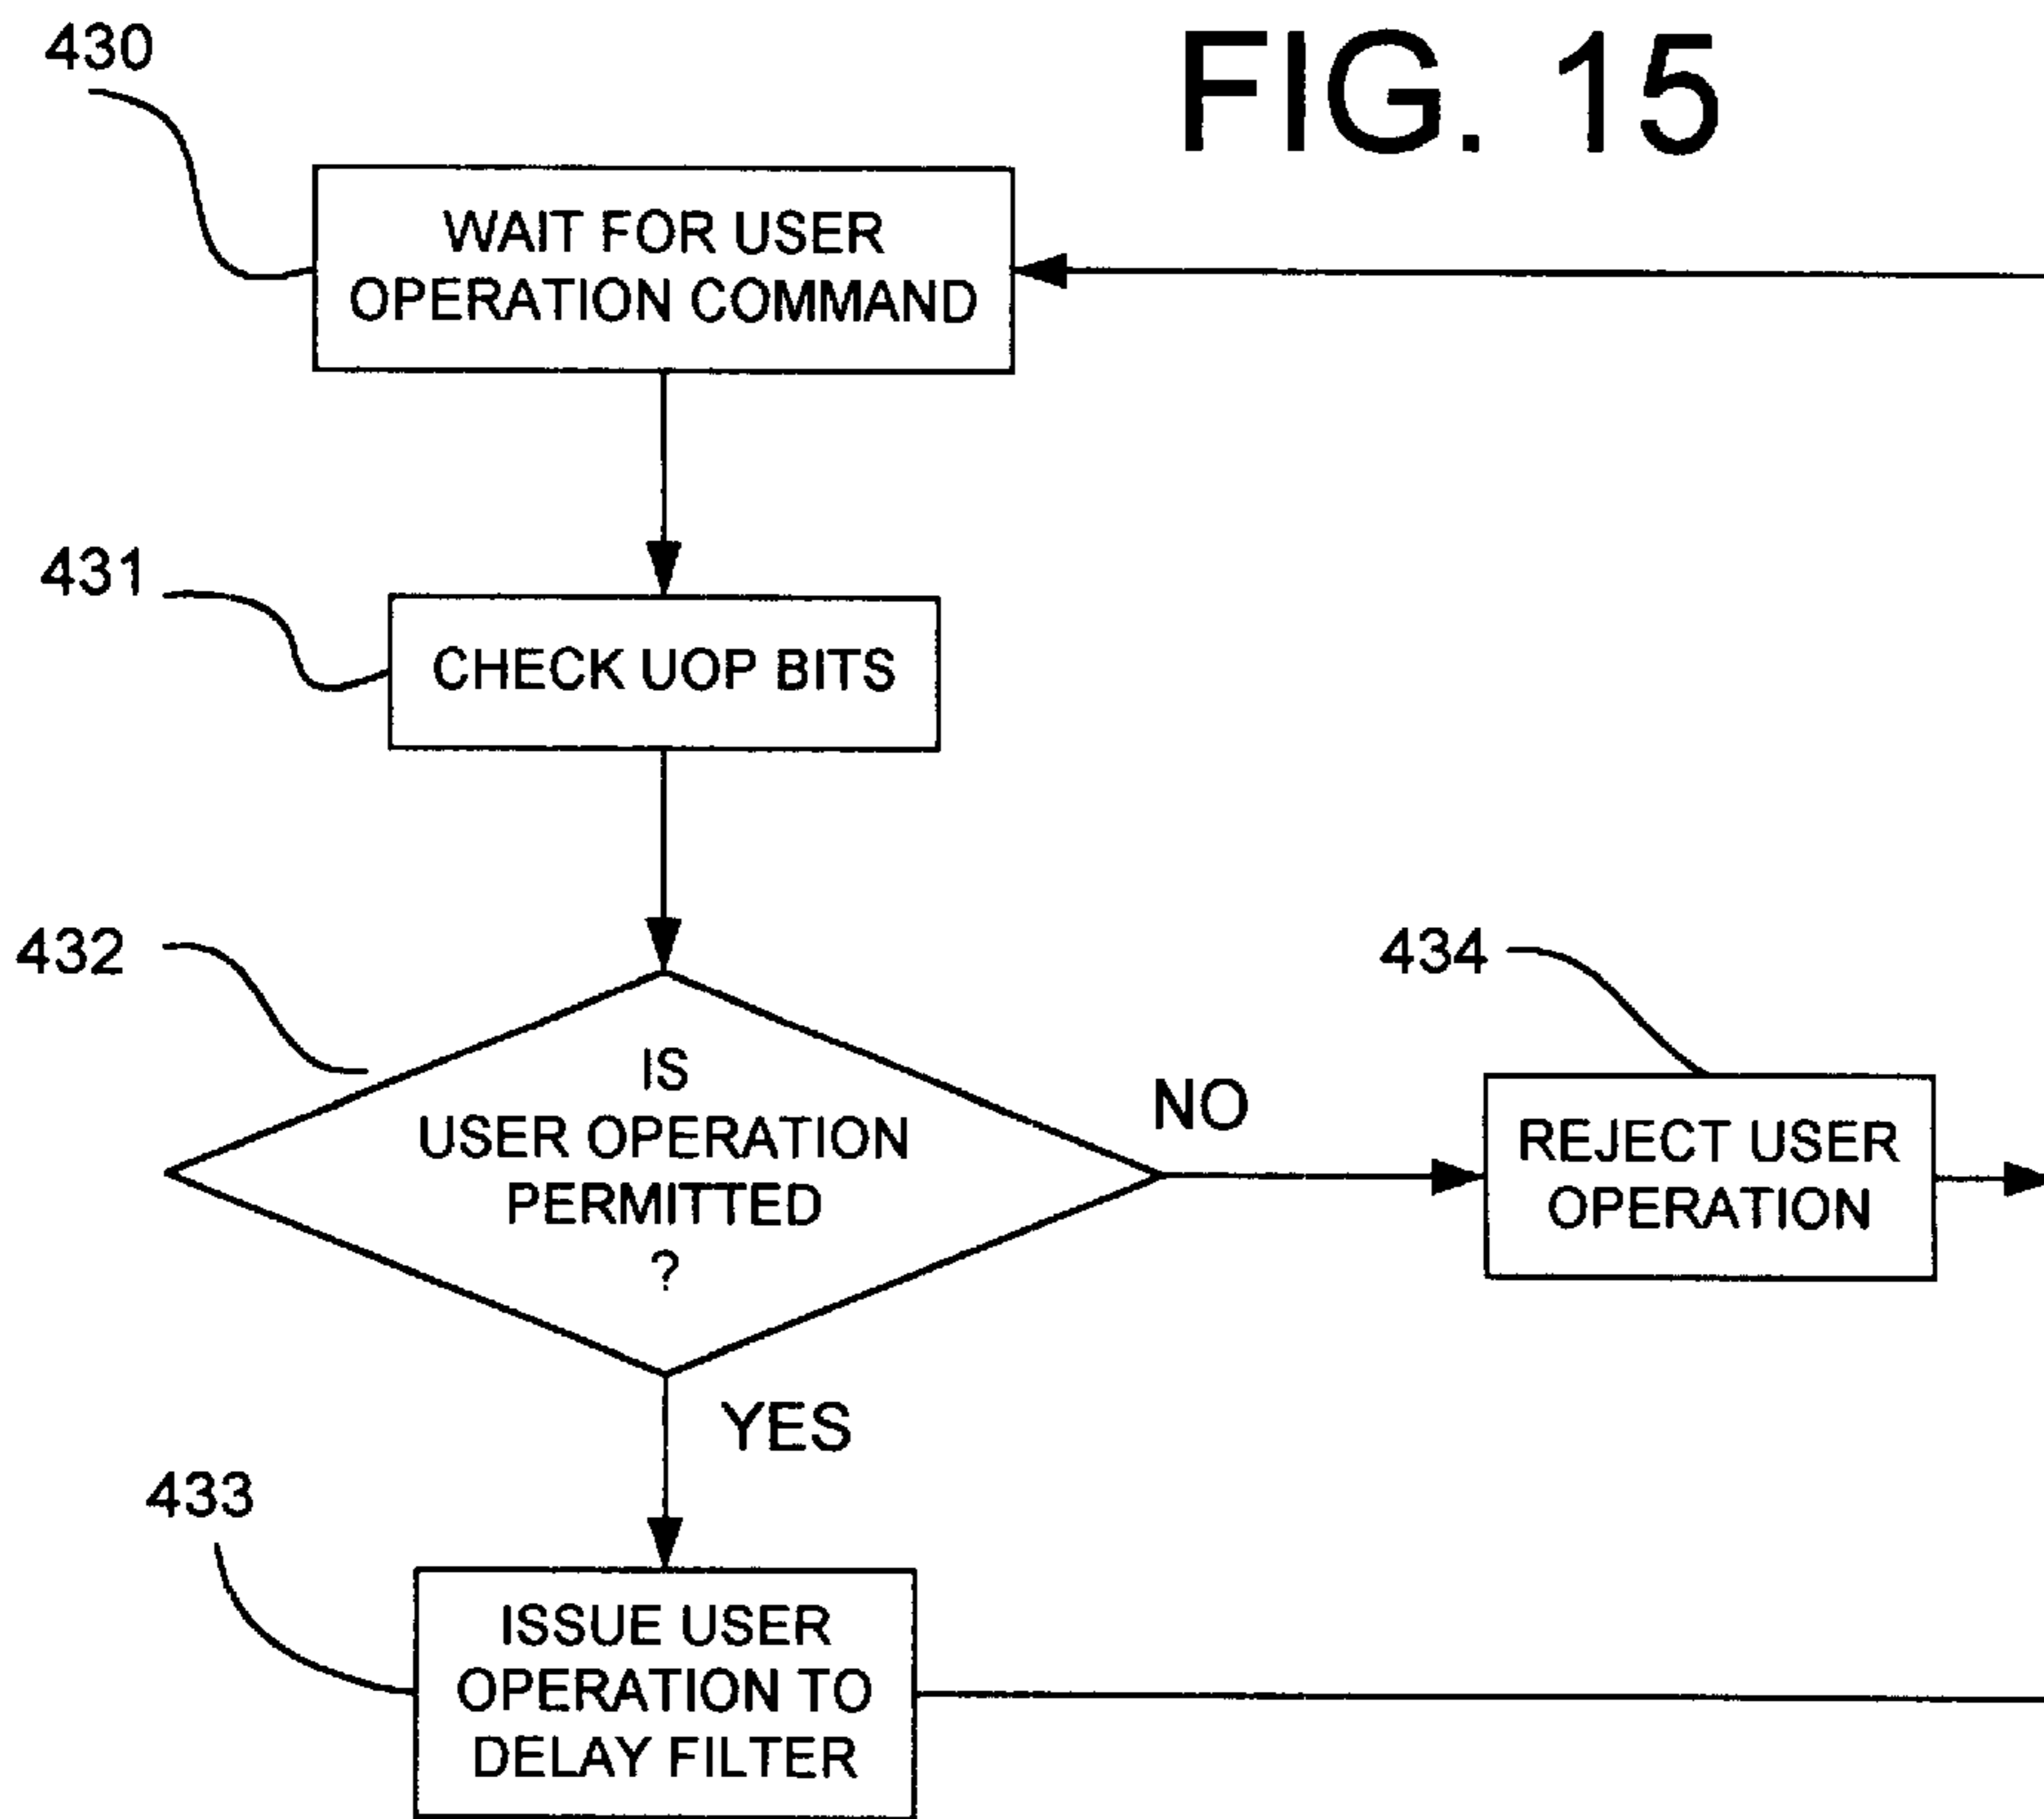 FIG. 15
430
WAIT FOR USER
OPERATION COMMAND
431
CHECK UOP BITS
432
IS
USER OPERATION
PERMITTED
?
NO
434
REJECT USER
OPERATION
YES
433
ISSUE USER
OPERATION TO
DELAY FILTER